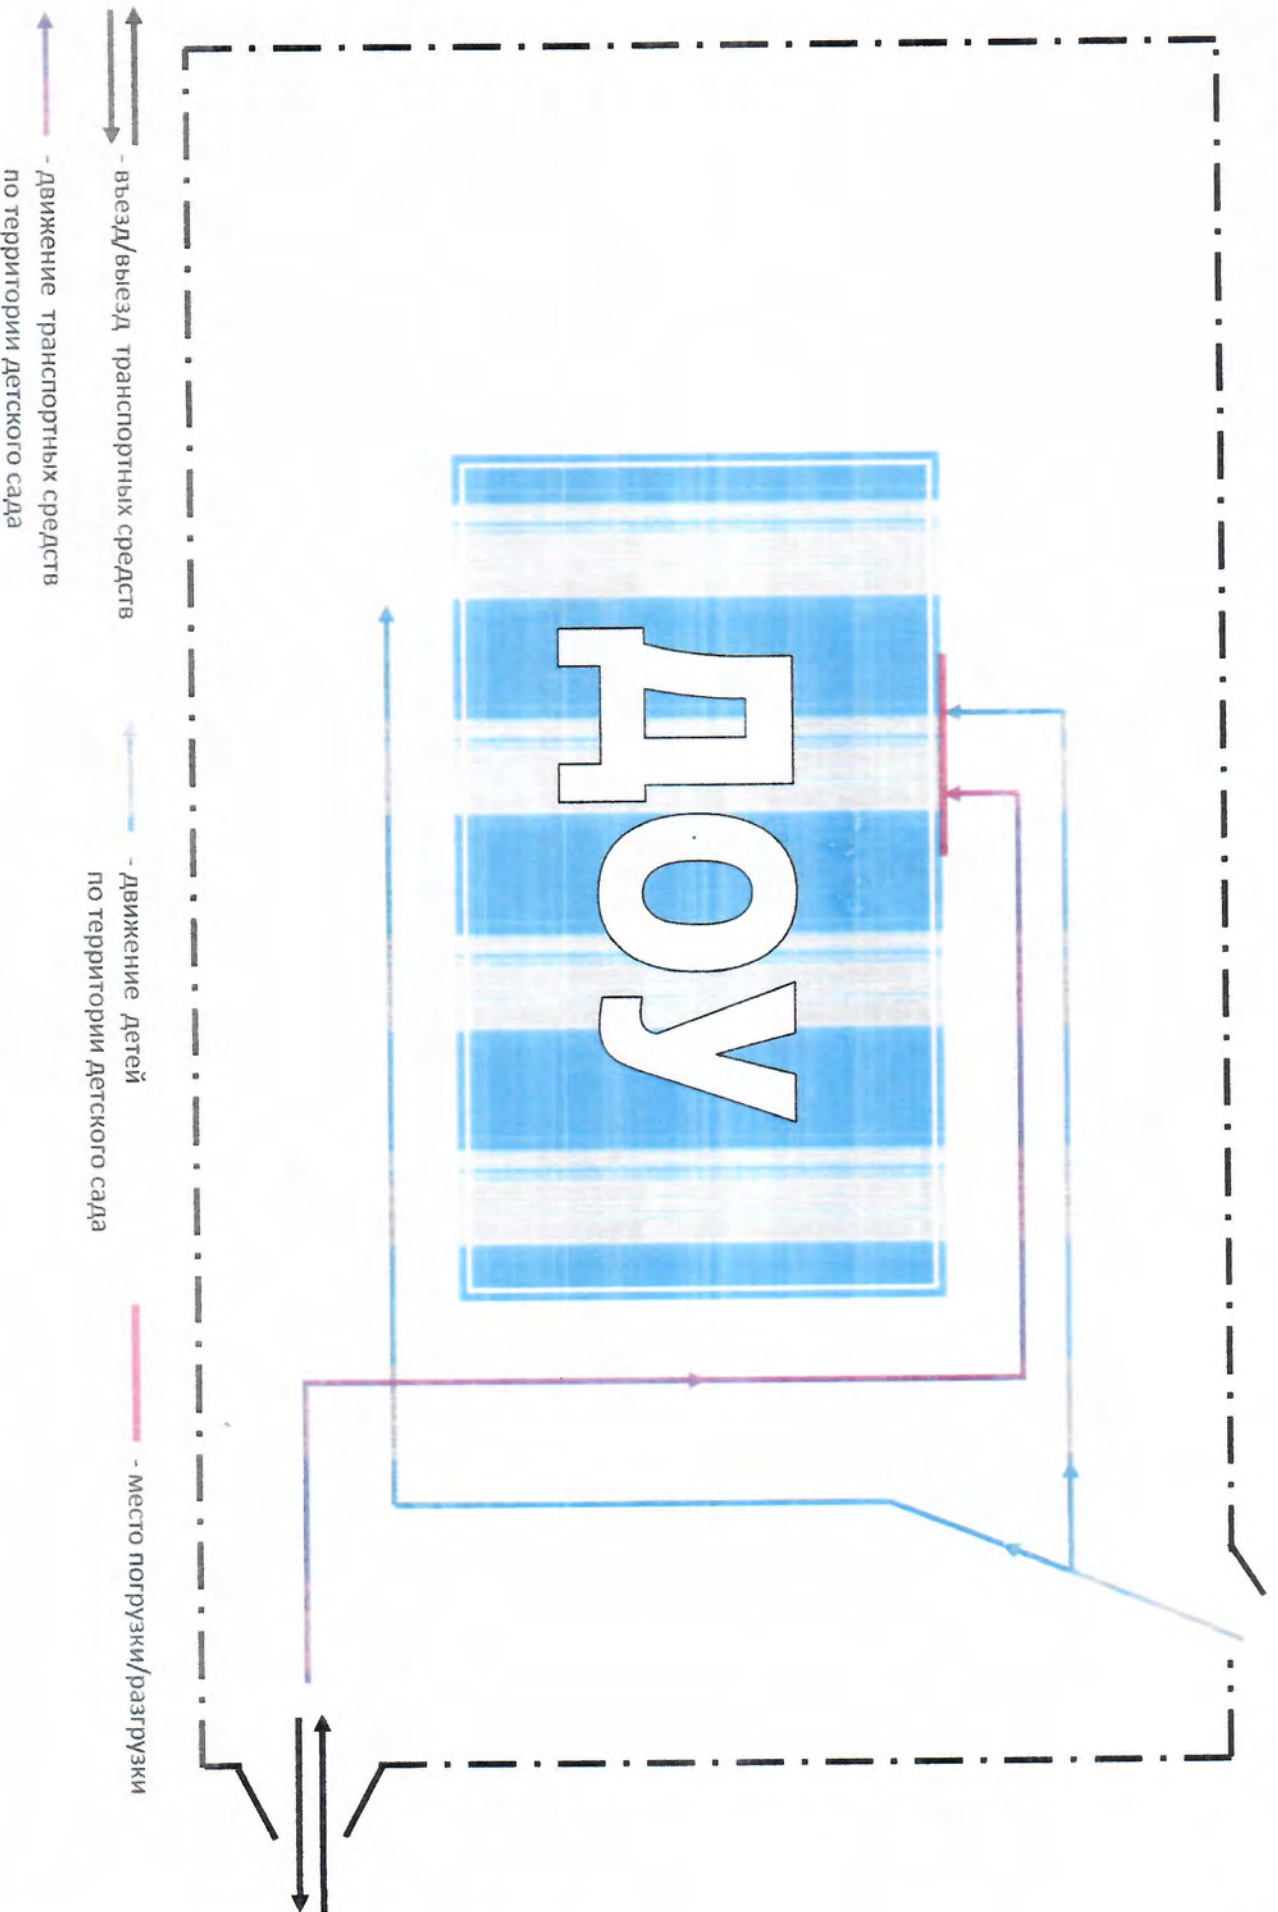 ДОУ
- въезд/выезд транспортных средств
- движение транспортных средств
по территории детского сада
- движение детей
по территории детского сада
- место погрузки/разгрузки